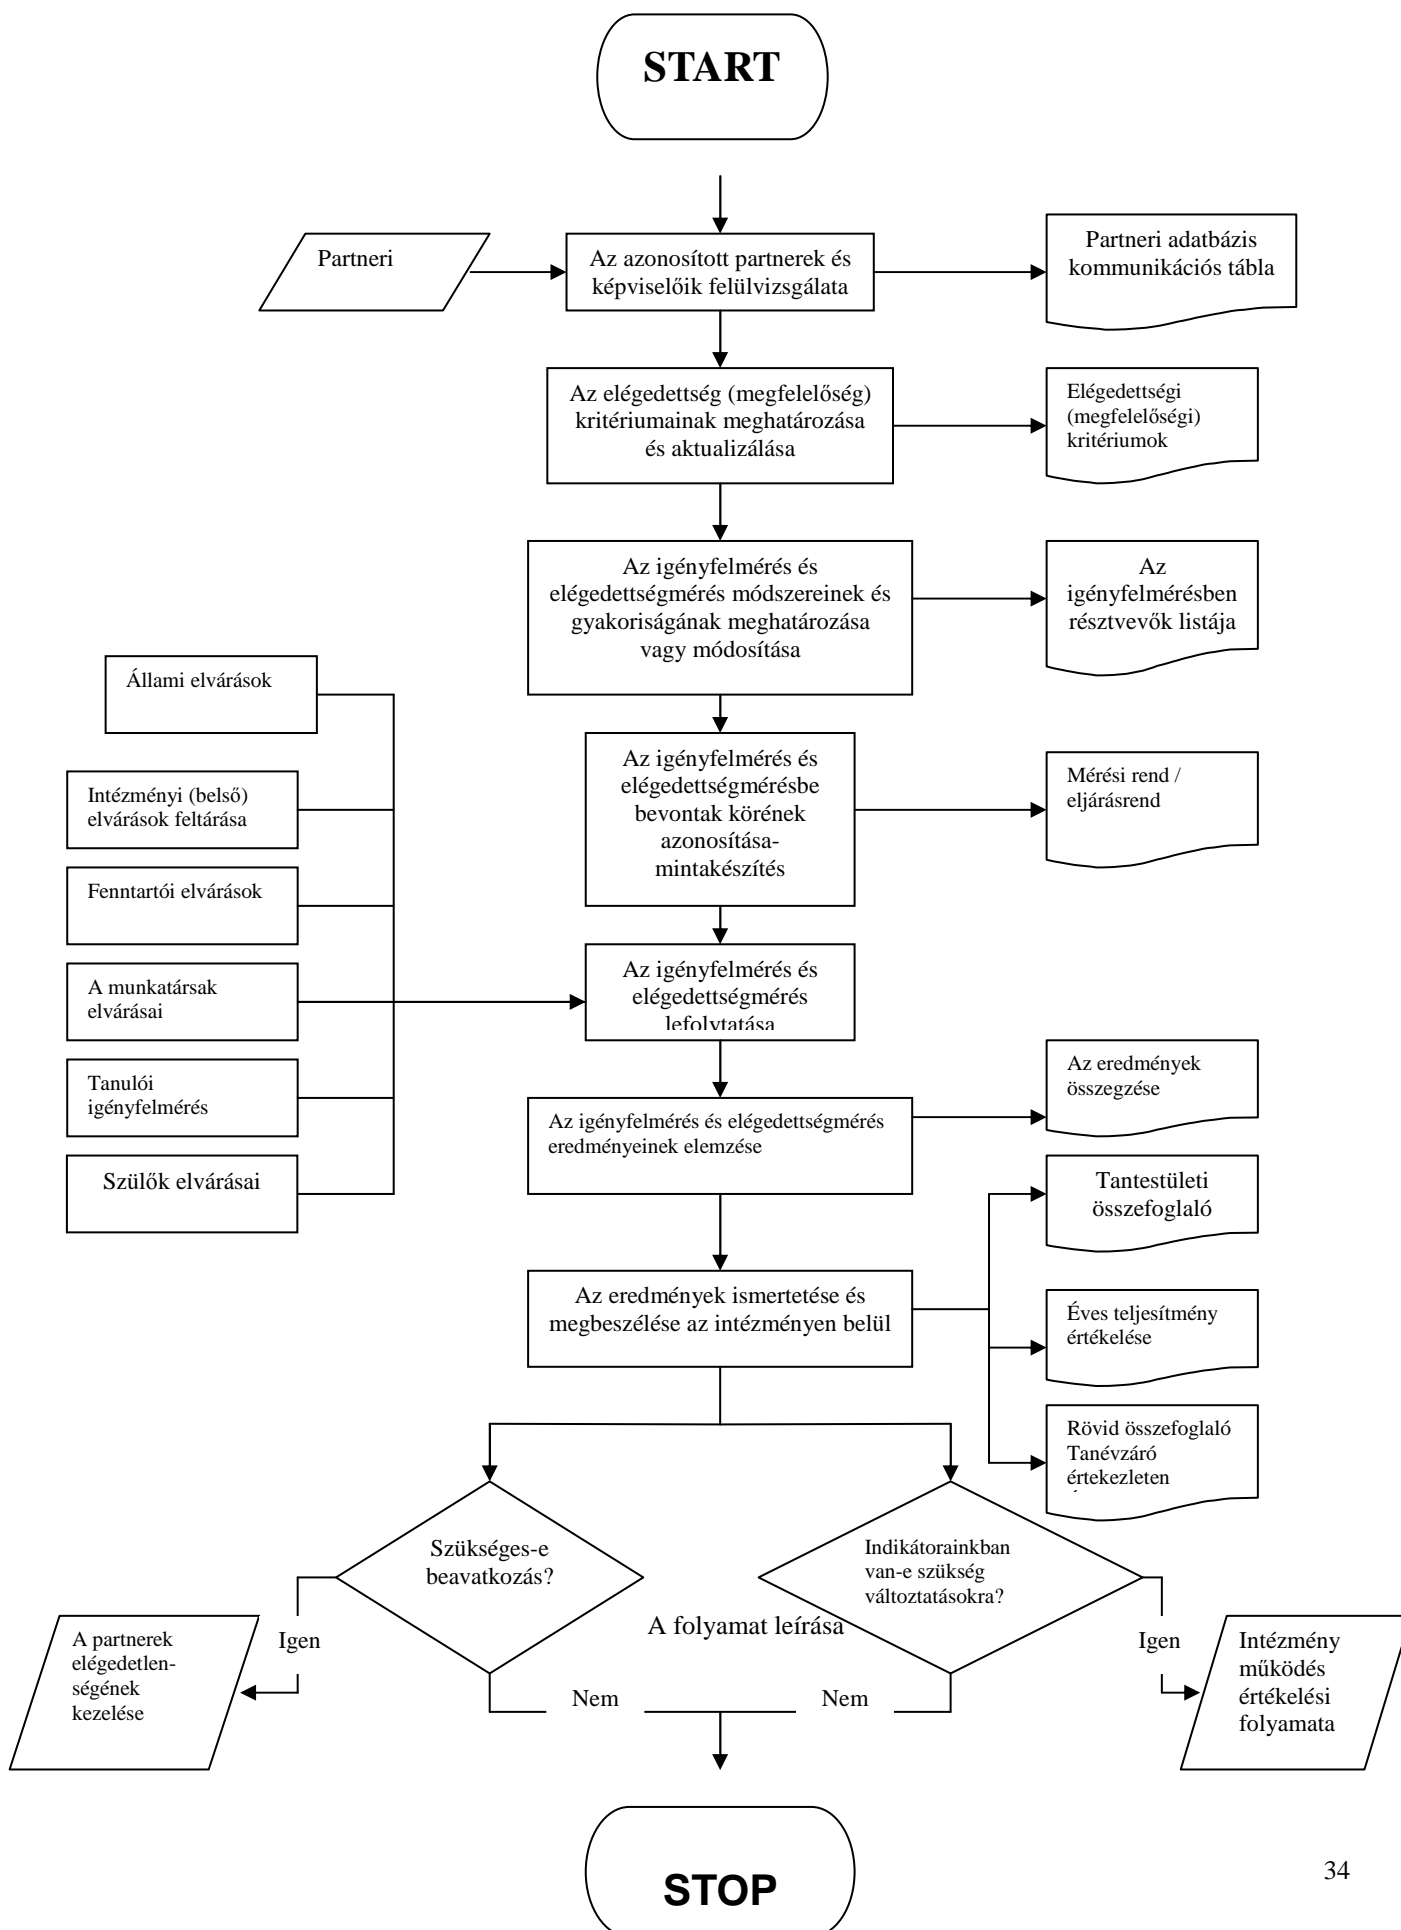 START
Partneri
Az azonosított partnerek és
képviselőik felülvizsgálata
Partneri adatbázis
kommunikációs tábla
Az elégedettség (megfelelőség)
kritériumainak meghatározása
és aktualizálása
Elégedettségi
(megfelelőségi)
kritériumok
Az igényfelmérés és
elégedettségmérés módszereinek és
gyakoriságának meghatározása
vagy módosítása
Az
igényfelmérésben
résztvevők listája
Állami elvárások
Intézményi (belső)
elvárások feltárása
Fenntartói elvárások
A munkatársak
elvárásai
Tanulói
igényfelmérés
Szülők elvárásai
Az igényfelmérés és
elégedettségmérésbe
bevontak körének
azonosítása-
mintakészítés
Mérési rend /
eljárásrend
Az igényfelmérés és
elégedettségmérés
lefolytatása
Az igényfelmérés és elégedettségmérés
eredményeinek elemzése
Az eredmények
összegzése
Tantestületi
összefoglaló
Az eredmények ismertetése és
megbeszélése az intézményen belül
Éves teljesítmény
értékelése
Rövid összefoglaló
Tanévzáró
értekezleten
Szükséges-e
beavatkozás?
Indikátorainkban
van-e szükség
változtatásokra?
A folyamat leírása
Igen
Igen
A partnerek
elégedetlen-
ségének
kezelése
Intézmény
működés
értékelési
folyamata
Nem
Nem
STOP
34